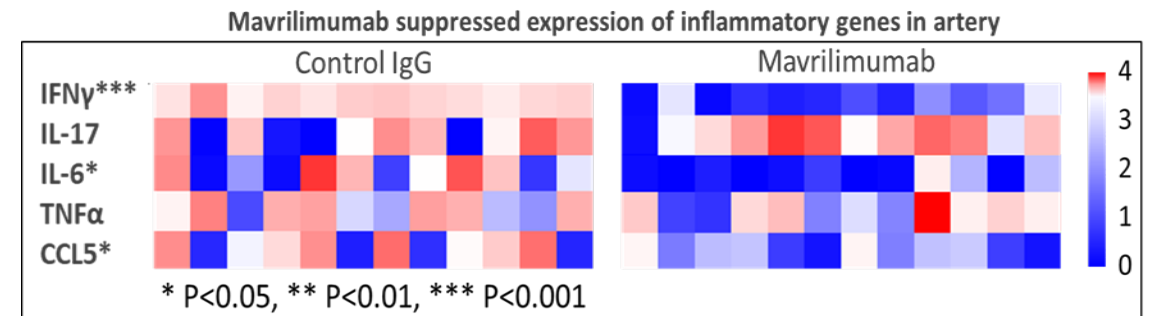 Mavrilimumab suppressed expression of inflammatory genes in artery
Control IgG
Mavrilimumab
IFNγ***
IL-17
IL-6*
TNFα
CCL5*
4
3
2
1
0
* P<0.05, ** P<0.01, *** P<0.001